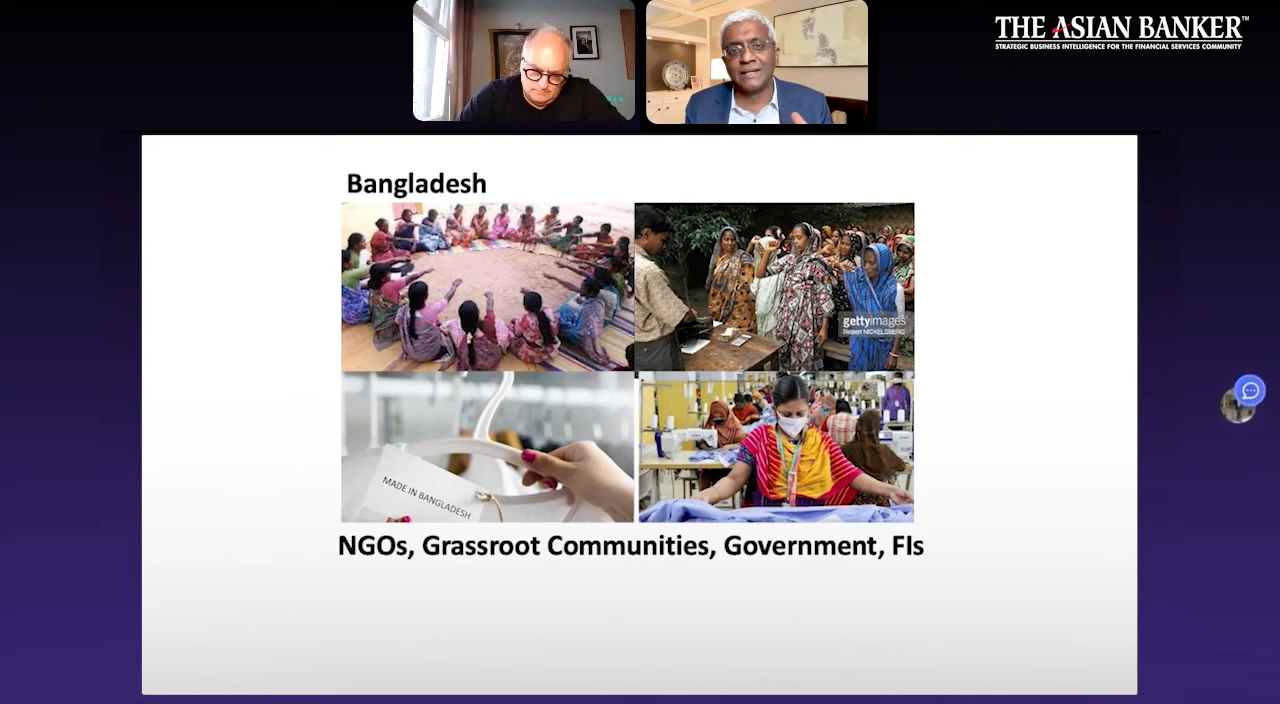 THE ASIAN BANKER™
STRATEGIC BUSINESS INTELLIGENCE FOR THE FINANCIAL SERVICES COMMUNITY
Bangladesh
gettyimages®
Robert NICKELSBERG
MADE IN BANGLADESH
NGOs, Grassroot Communities, Government, FIs